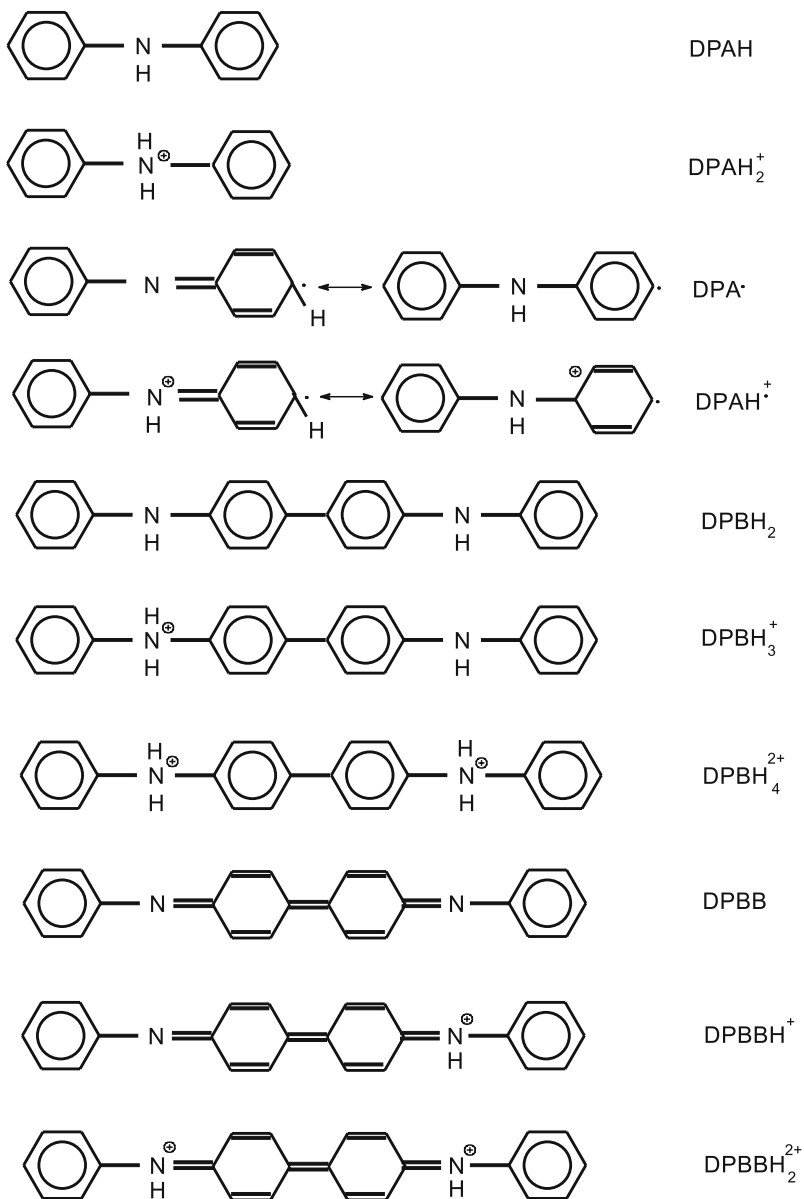 N H DPAH
H N ⊕ H DPAH₂⁺
N · H ↔ N H · DPA•
N ⊕ H · H ↔ N H ⊕ · DPAH•⁺
N H N H DPBH₂
H N ⊕ H N H DPBH₃⁺
H N ⊕ H H N ⊕ H DPBH₄²⁺
N N DPBB
N N ⊕ H DPBBH⁺
N ⊕ H N ⊕ H DPBBH₂²⁺